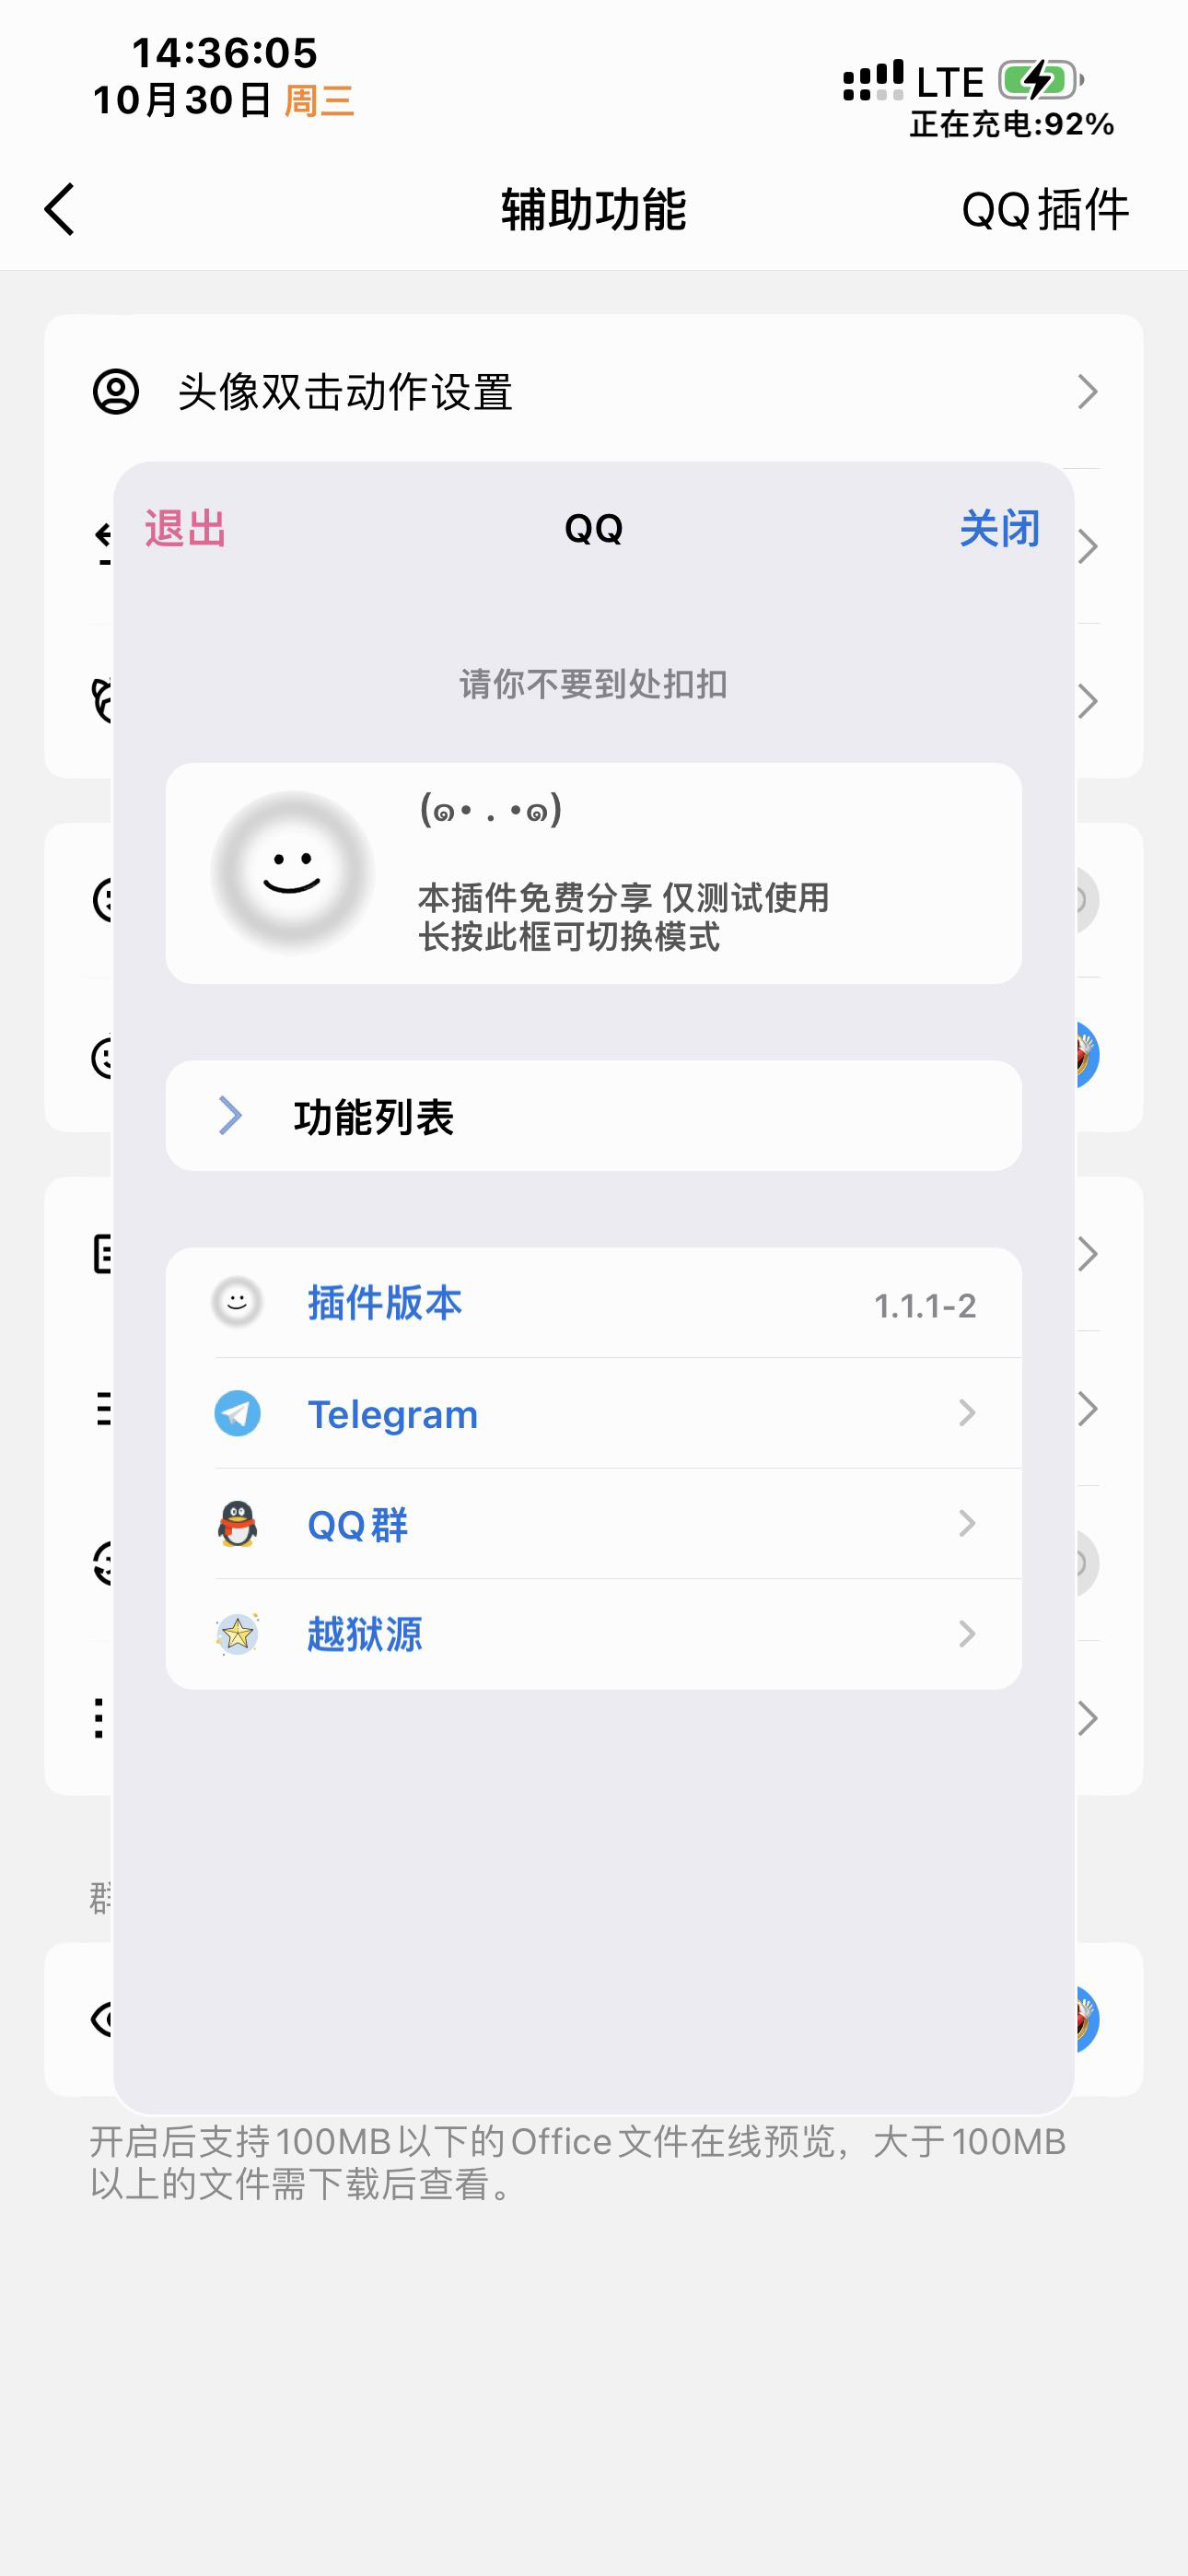 14:36:05
10月30日 周三
LTE
正在充电:92%
辅助功能
QQ插件
头像双击动作设置
退出
QQ
关闭
请你不要到处扣扣
(๑• . •๑)
本插件免费分享 仅测试使用
长按此框可切换模式
功能列表
插件版本
1.1.1-2
Telegram
QQ群
越狱源
群
开启后支持100MB以下的Office文件在线预览，大于100MB
以上的文件需下载后查看。